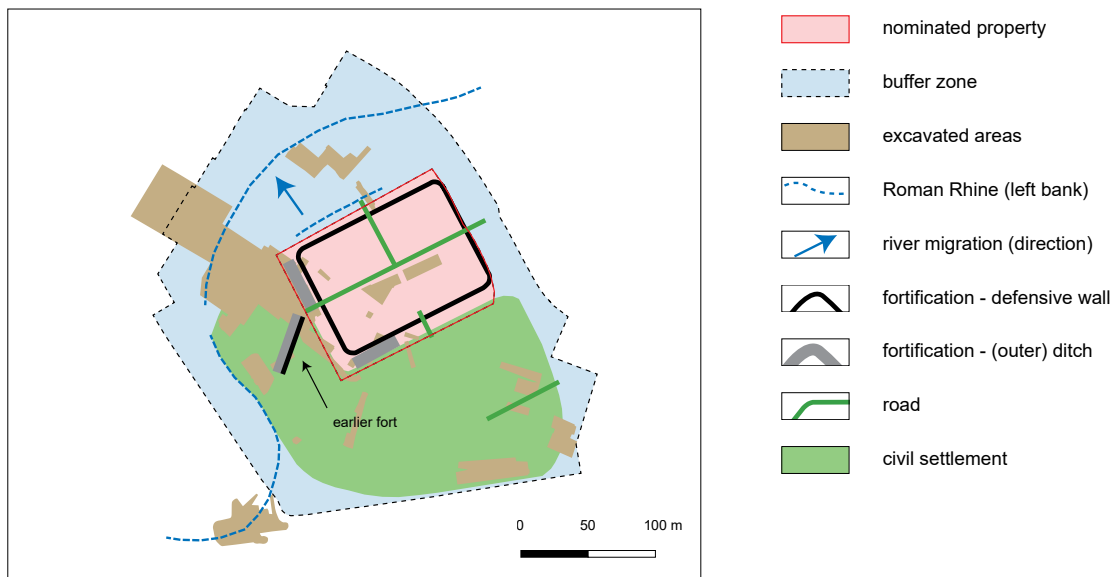 nominated property
buffer zone
excavated areas
Roman Rhine (left bank)
river migration (direction)
fortification - defensive wall
fortification - (outer) ditch
road
civil settlement
earlier fort
0 50 100 m